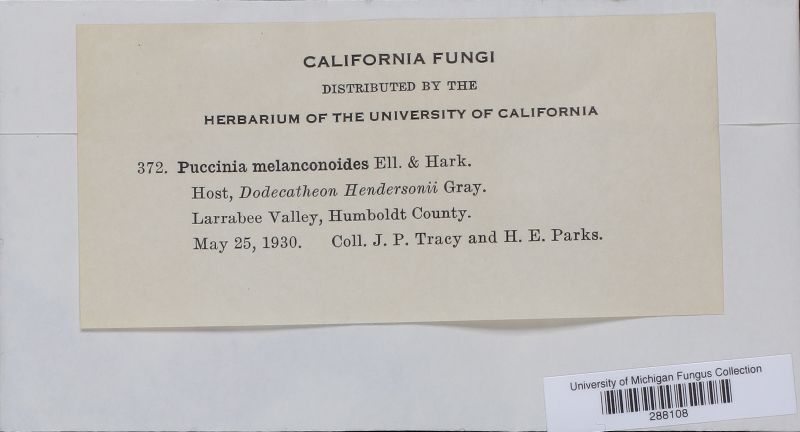 CALIFORNIA FUNGI
DISTRIBUTED BY THE
HERBARIUM OF THE UNIVERSITY OF CALIFORNIA
372. Puccinia melanconoides Ell. & Hark.
Host, Dodecatheon Hendersonii Gray.
Larrabee Valley, Humboldt County.
May 25, 1930. Coll. J. P. Tracy and H. E. Parks.
University of Michigan Fungus Collection
288108